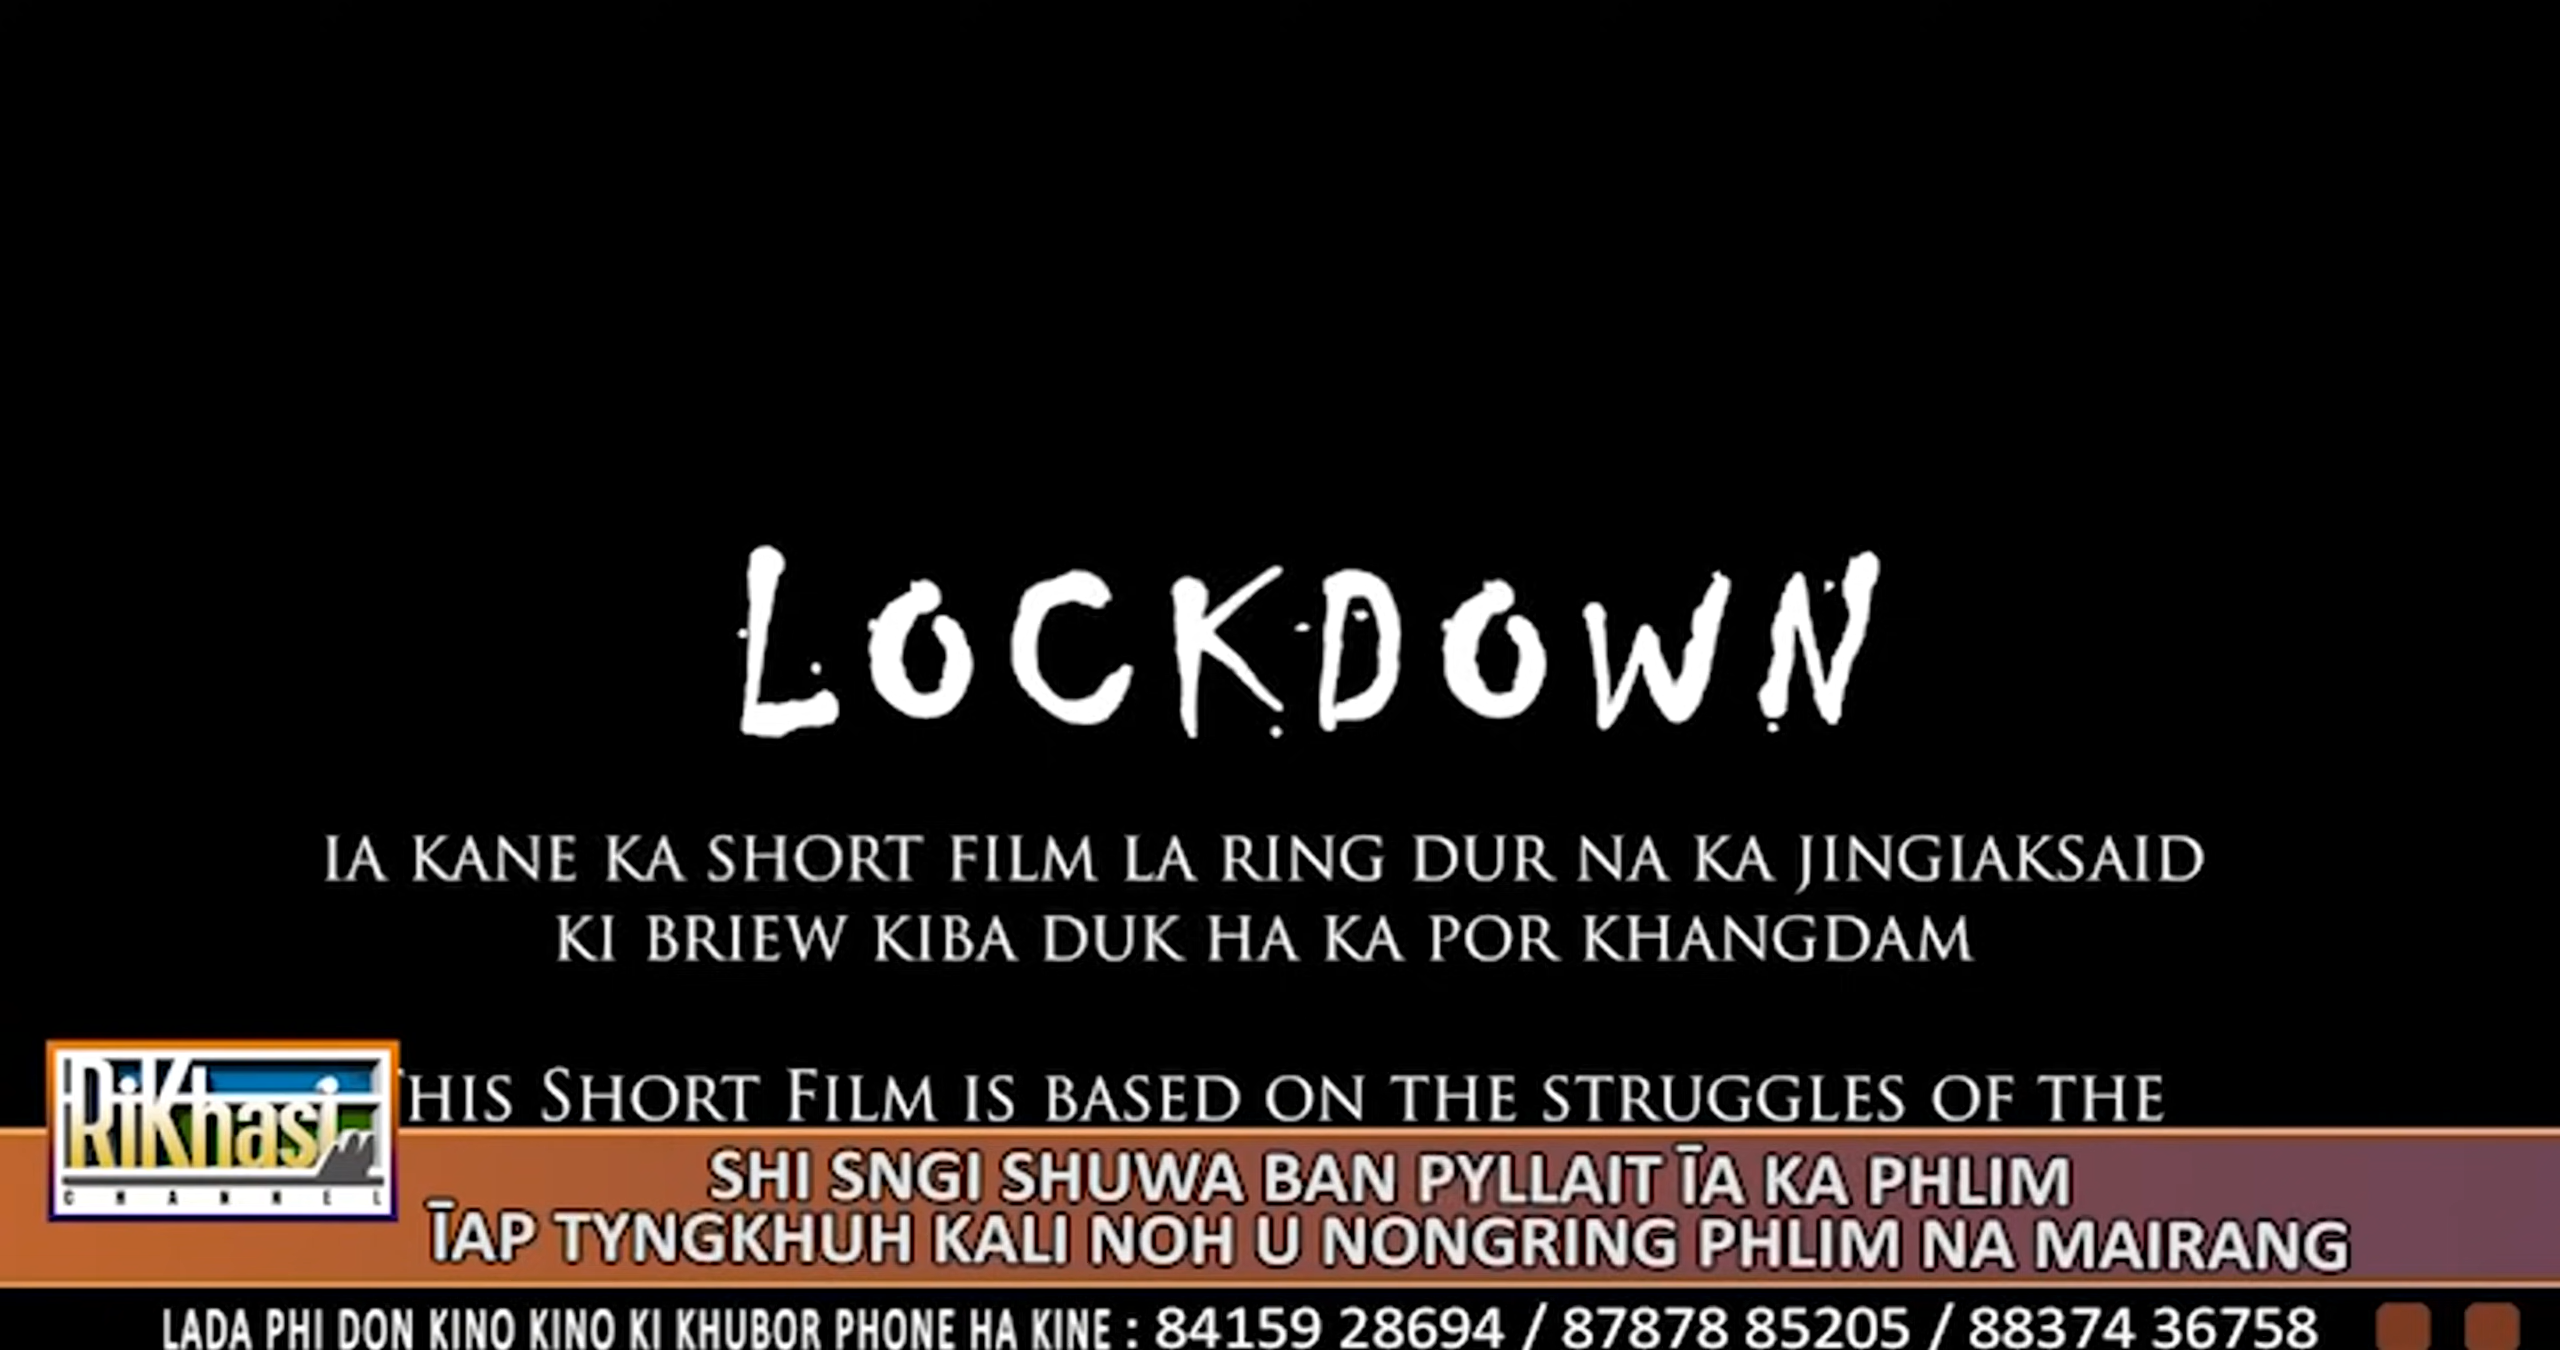 LOCKDOWN
IA KANE KA SHORT FILM LA RING DUR NA KA JINGIAKSAID
KI BRIEW KIBA DUK HA KA POR KHANGDAM
THIS SHORT FILM IS BASED ON THE STRUGGLES OF THE
RiKhasi
CHANNEL
SHI SNGI SHUWA BAN PYLLAIT ĪA KA PHLIM
ĪAP TYNGKHUH KALI NOH U NONGRING PHLIM NA MAIRANG
LADA PHI DON KINO KINO KI KHUBOR PHONE HA KINE : 84159 28694 / 87878 85205 / 88374 36758